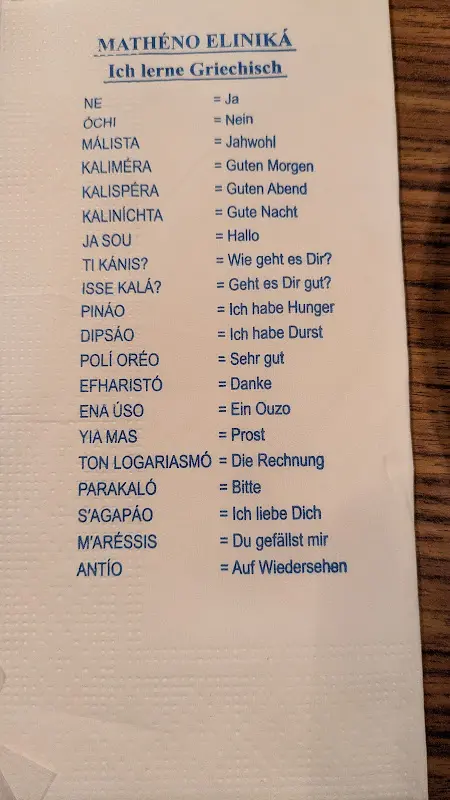 MATHÉNO ELINIKÁ
Ich lerne Griechisch
NE = Ja
ÓCHI = Nein
MÁLISTA = Jahwohl
KALIMÉRA = Guten Morgen
KALISPÉRA = Guten Abend
KALINÍCHTA = Gute Nacht
JA SOU = Hallo
TI KÁNIS? = Wie geht es Dir?
ISSE KALÁ? = Geht es Dir gut?
PINÁO = Ich habe Hunger
DIPSÁO = Ich habe Durst
POLÍ ORÉO = Sehr gut
EFHARISTÓ = Danke
ENA ÚSO = Ein Ouzo
YIA MAS = Prost
TON LOGARIASMÓ = Die Rechnung
PARAKALÓ = Bitte
S'AGAPÁO = Ich liebe Dich
M'ARÉSSIS = Du gefällst mir
ANTÍO = Auf Wiedersehen